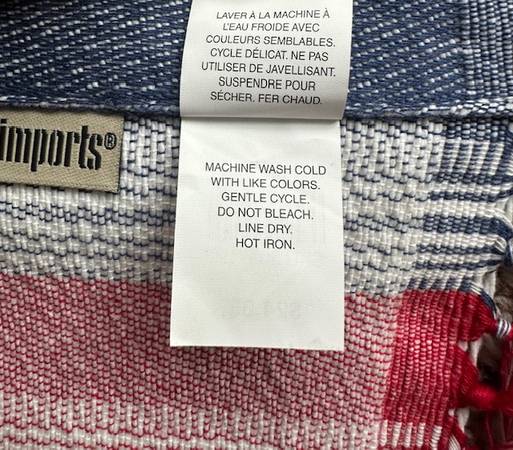 LAVER À LA MACHINE À
L'EAU FROIDE AVEC
COULEURS SEMBLABLES.
CYCLE DÉLICAT. NE PAS
UTILISER DE JAVELLISANT.
SUSPENDRE POUR
SÉCHER. FER CHAUD.
imports®
MACHINE WASH COLD
WITH LIKE COLORS.
GENTLE CYCLE.
DO NOT BLEACH.
LINE DRY.
HOT IRON.